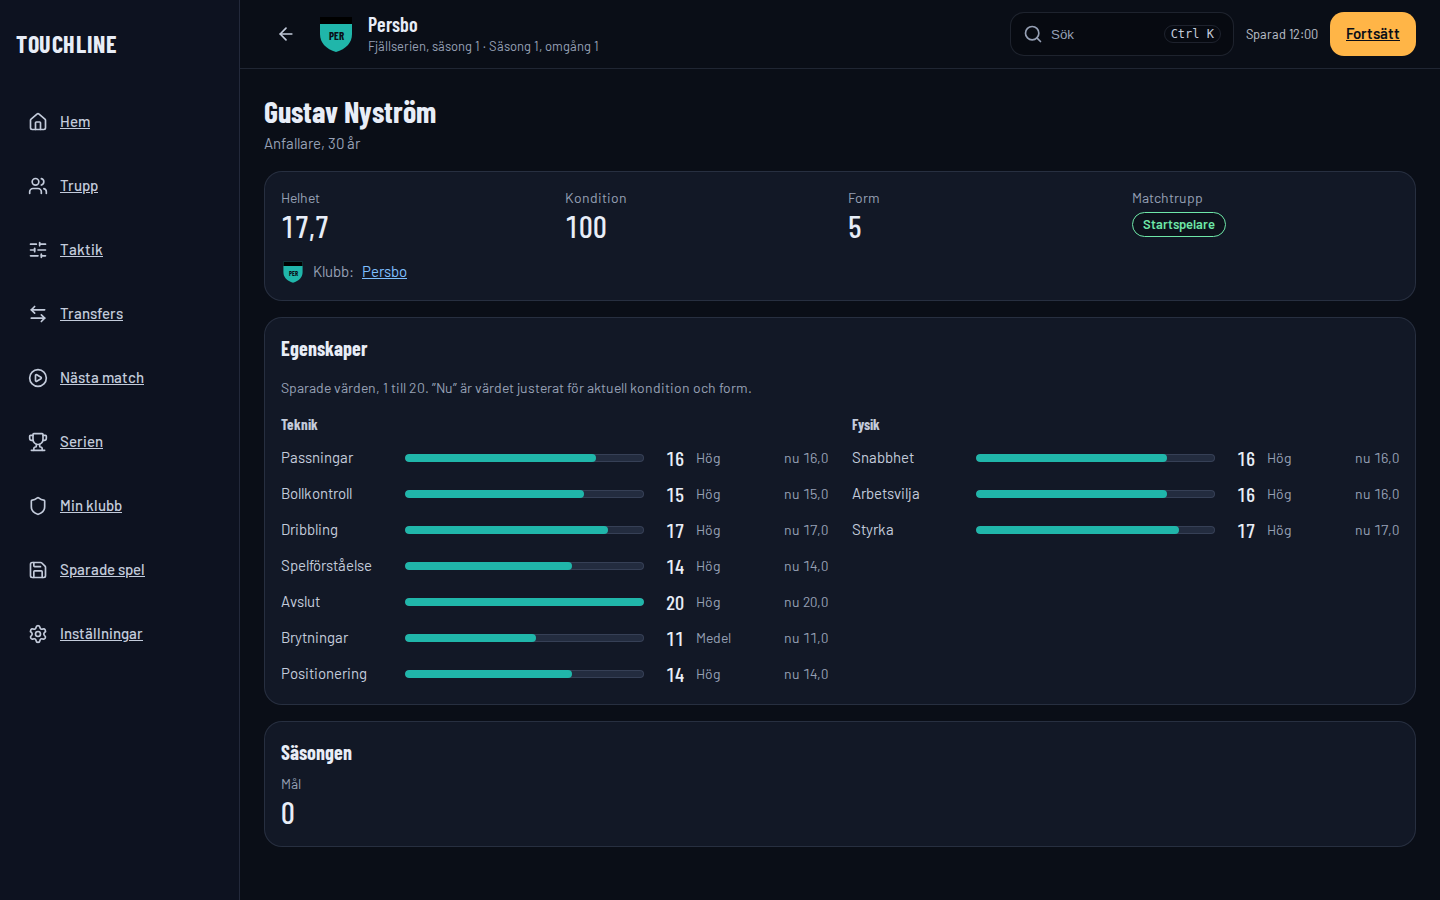 TOUCHLINE
Hem
Trupp
Taktik
Transfers
Nästa match
Serien
Min klubb
Sparade spel
Inställningar
PER
Persbo
Fjällserien, säsong 1 · Säsong 1, omgång 1
Sök
Ctrl K
Sparad 12:00
Fortsätt
Gustav Nyström
Anfallare, 30 år
Helhet
17,7
Kondition
100
Form
5
Matchtrupp
Startspelare
PER
Klubb: Persbo
Egenskaper
Sparade värden, 1 till 20. ”Nu” är värdet justerat för aktuell kondition och form.
Teknik
Passningar 16 Hög nu 16,0
Bollkontroll 15 Hög nu 15,0
Dribbling 17 Hög nu 17,0
Spelförståelse 14 Hög nu 14,0
Avslut 20 Hög nu 20,0
Brytningar 11 Medel nu 11,0
Positionering 14 Hög nu 14,0
Fysik
Snabbhet 16 Hög nu 16,0
Arbetsvilja 16 Hög nu 16,0
Styrka 17 Hög nu 17,0
Säsongen
Mål
0